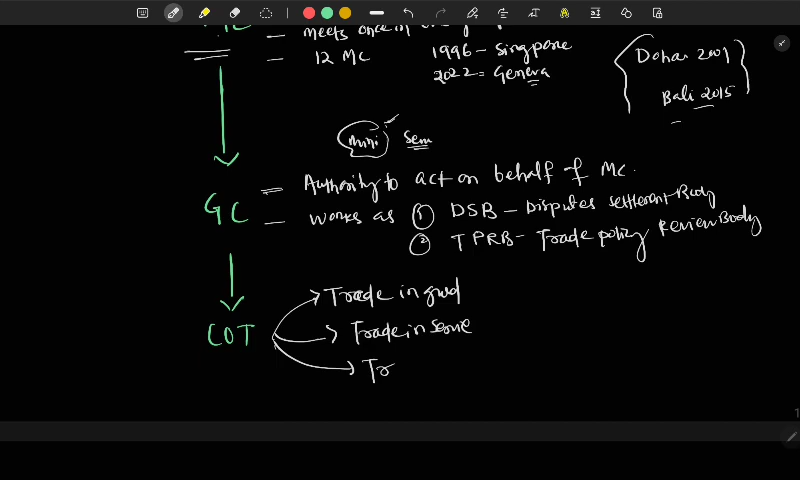 meets once in
12 MC
1996 - Singapore
2022 = Geneva
Doha 2001
Bali 2015
mini Sem
GC
= Authority to act on behalf of MC.
- works as ① DSB - Disputes settlement Body
② TPRB - Trade policy Review Body
COT
Trade in good
Trade in servie
Tr